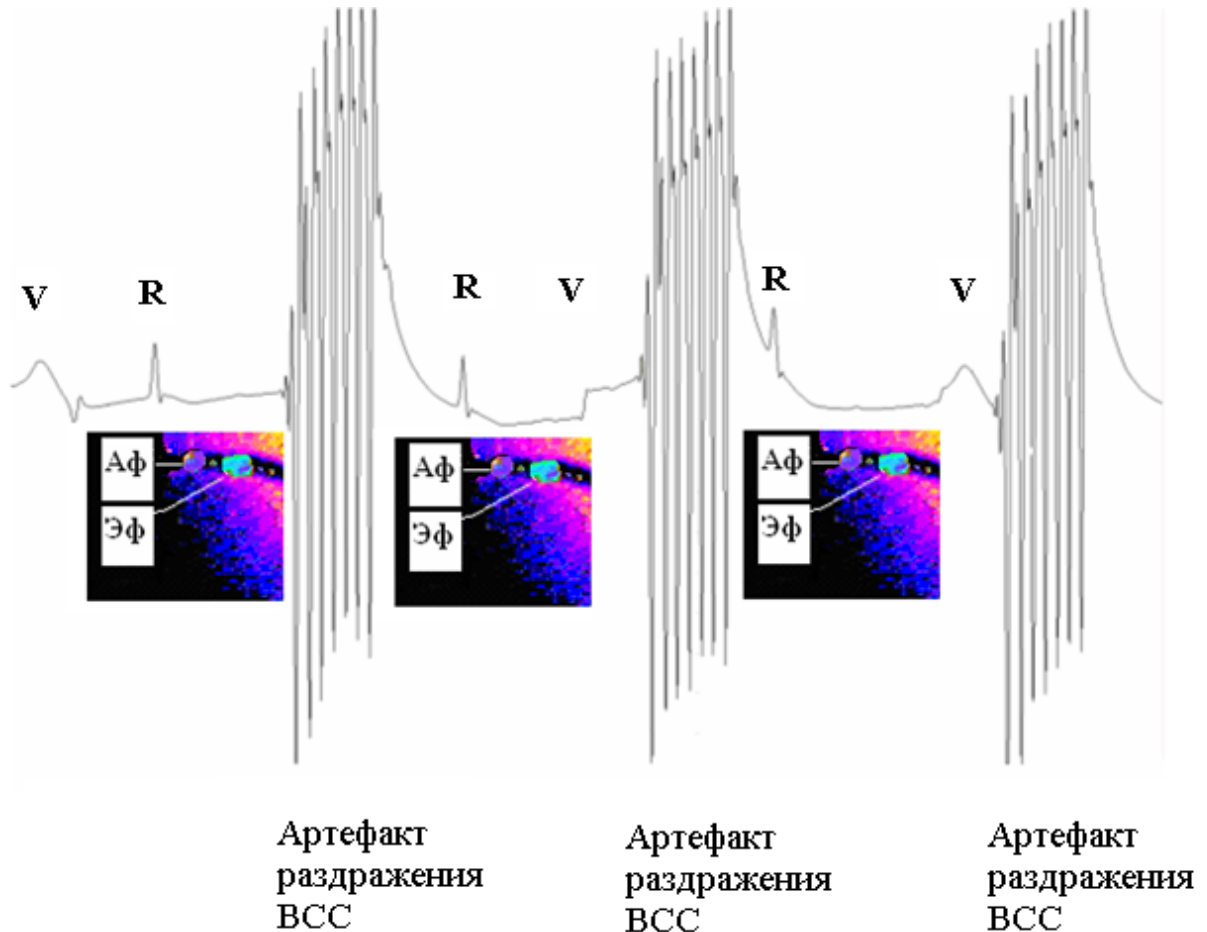 V R R V R V
Аф Аф Аф
Эф Эф Эф
Артефакт
раздражения
ВСС
Артефакт
раздражения
ВСС
Артефакт
раздражения
ВСС